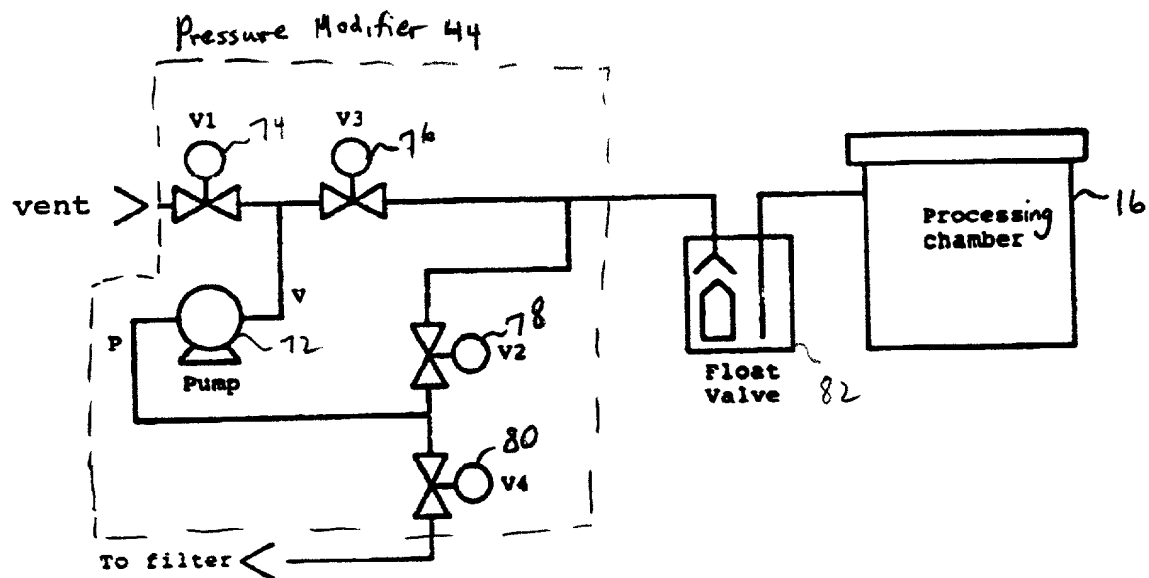 Pressure Modifier 44
V1
74
V3
76
vent
Processing
chamber
16
V
P
72
Pump
78
V2
Float
Valve
82
80
V4
To filter